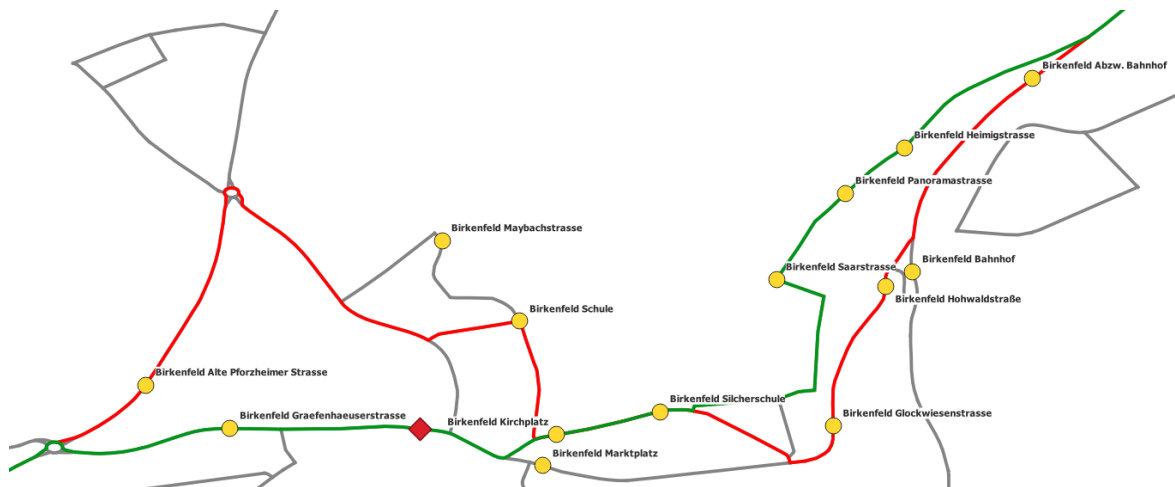 Birkenfeld Abzw. Bahnhof
Birkenfeld Heimigstrasse
Birkenfeld Panoramastrasse
Birkenfeld Maybachstrasse
Birkenfeld Bahnhof
Birkenfeld Saarstrasse
Birkenfeld Hohwaldstraße
Birkenfeld Schule
Birkenfeld Alte Pforzheimer Strasse
Birkenfeld Silcherschule
Birkenfeld Graefenhaeuserstrasse
Birkenfeld Kirchplatz
Birkenfeld Glockwiesenstrasse
Birkenfeld Marktplatz